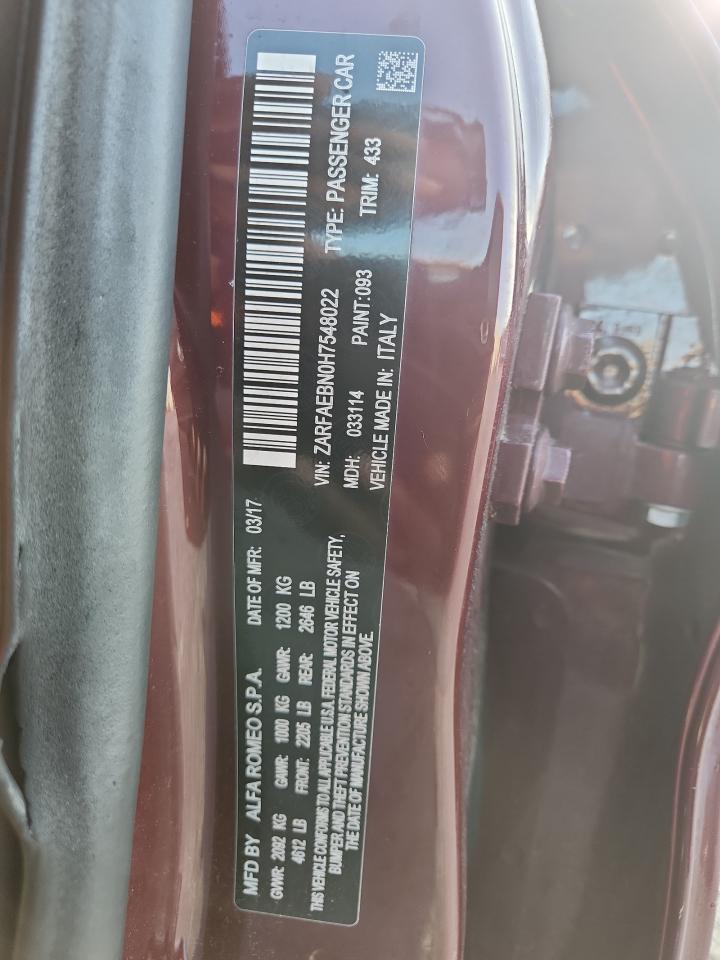 MFD BY ALFA ROMEO S.P.A. DATE OF MFR: 03/17
GVWR: 2092 KG GAWR: 1000 KG GAWR: 1200 KG
4612 LB FRONT: 2205 LB REAR: 2646 LB
THIS VEHICLE CONFORMS TO ALL APPLICABLE U.S.A. FEDERAL MOTOR VEHICLE SAFETY,
BUMPER AND THEFT PREVENTION STANDARDS IN EFFECT ON
THE DATE OF MANUFACTURE SHOWN ABOVE.
VIN: ZARFAEBN0H7548022 TYPE: PASSENGER CAR
MDH: 033114 PAINT:093 TRIM: 433
VEHICLE MADE IN: ITALY